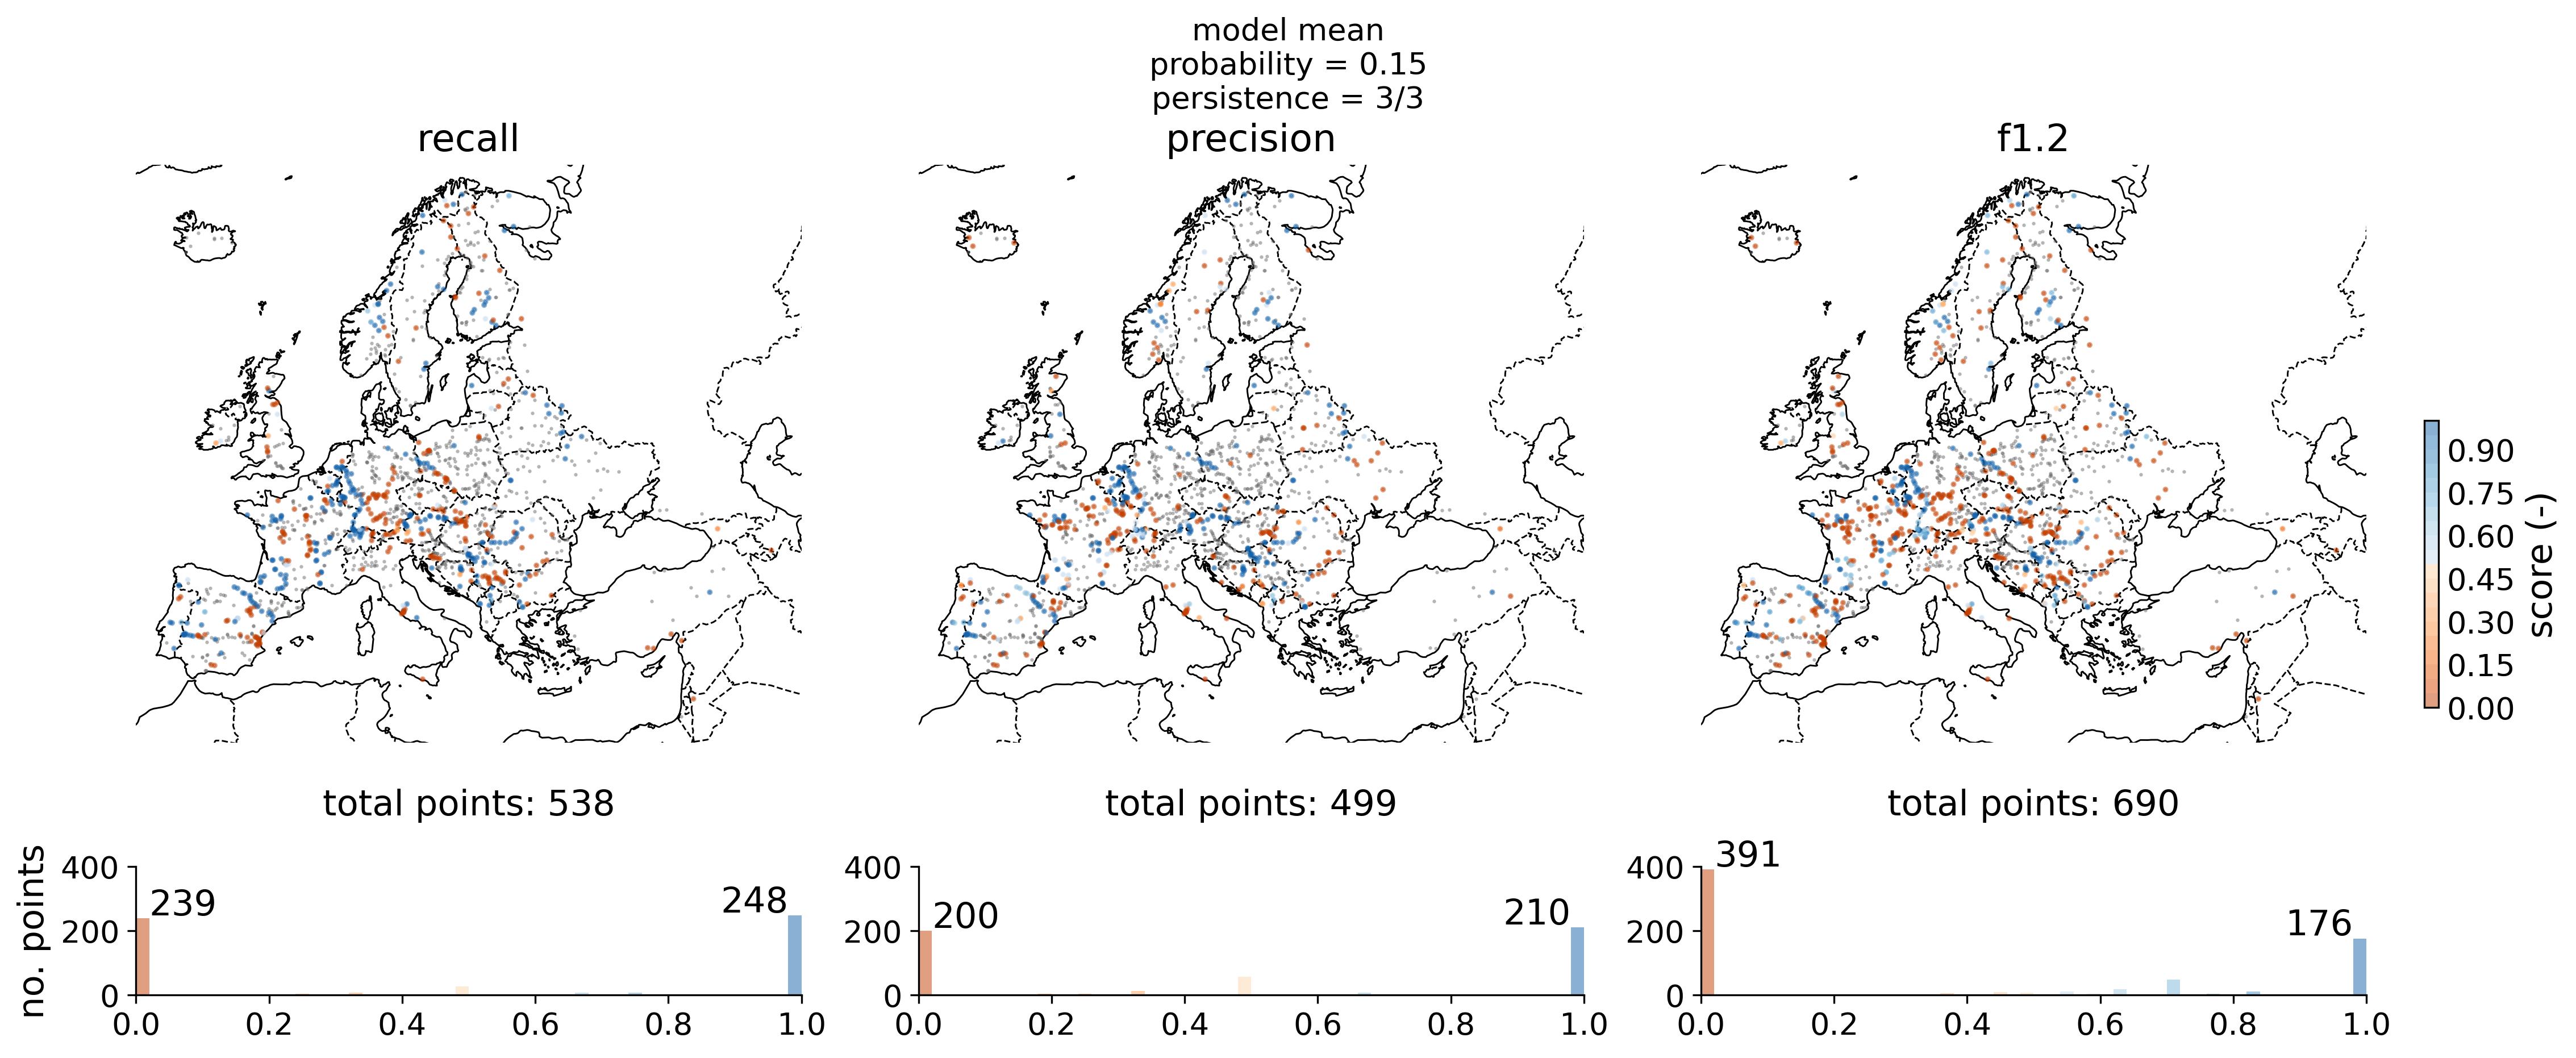 model mean
probability = 0.15
persistence = 3/3
recall
precision
f1.2
0.90
0.75
0.60
0.45
0.30
0.15
0.00
score (-)
total points: 538
total points: 499
total points: 690
no. points
400
200
0
239
248
0.0 0.2 0.4 0.6 0.8 1.0
400
200
0
200
210
0.0 0.2 0.4 0.6 0.8 1.0
400
200
0
391
176
0.0 0.2 0.4 0.6 0.8 1.0